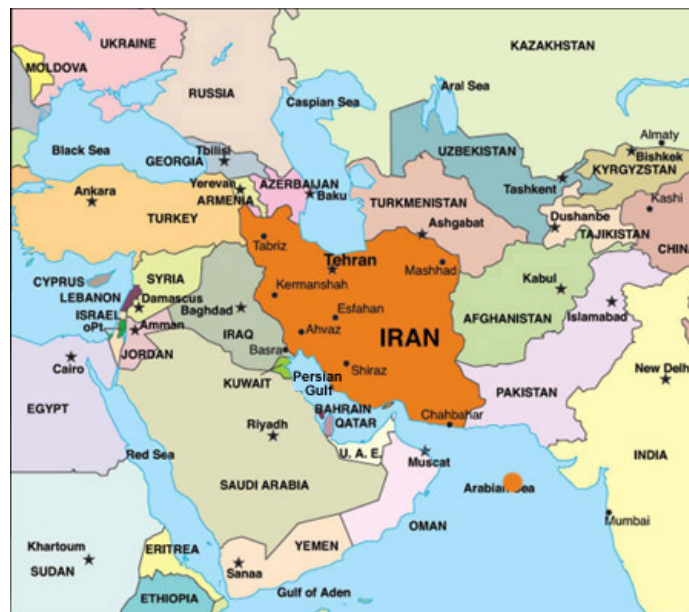 UKRAINE
KAZAKHSTAN
MOLDOVA
RUSSIA
Aral Sea
Caspian Sea
Almaty
Black Sea
Tbilisi
UZBEKISTAN
Bishkek
GEORGIA
KYRGYZSTAN
Yerevan
AZERBAIJAN
Ankara
ARMENIA
Baku
TURKMENISTAN
Tashkent
Kashi
TURKEY
Ashgabat
Dushanbe
TAJIKISTAN
Tabriz
CHINA
Tehran
Mashhad
CYPRUS
SYRIA
Kermanshah
Kabul
LEBANON
Damascus
Baghdad
Esfahan
AFGHANISTAN
Islamabad
ISRAEL
oPt.
Amman
IRAQ
Ahvaz
IRAN
JORDAN
Basra
Cairo
Shiraz
New Delh
KUWAIT
Persian
Gulf
PAKISTAN
EGYPT
BAHRAIN
QATAR
Chahbahar
Riyadh
Red Sea
U. A. E.
Muscat
INDIA
SAUDI ARABIA
Arabian Sea
OMAN
Mumbai
Khartoum
ERITREA
YEMEN
SUDAN
Sanaa
Gulf of Aden
ETHIOPIA